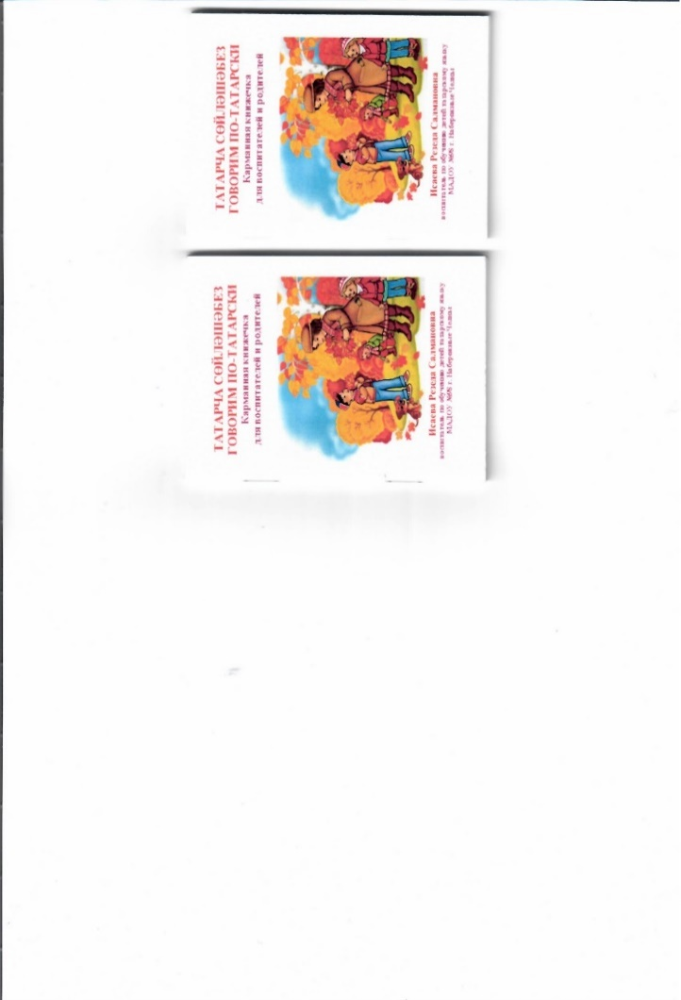 ТАТАРЧА СӨЙЛӘШӘБЕЗ
ГОВОРИМ ПО-ТАТАРСКИ
Карманная книжечка
для воспитателей и родителей
Исаева Резеда Салмановна
воспитатель по обучению детей татарскому языку
МАДОУ г. Набережные Челны
ТАТАРЧА СӨЙЛӘШӘБЕЗ
ГОВОРИМ ПО-ТАТАРСКИ
Карманная книжечка
для воспитателей и родителей
Исаева Резеда Салмановна
воспитатель по обучению детей татарскому языку
МАДОУ г. Набережные Челны